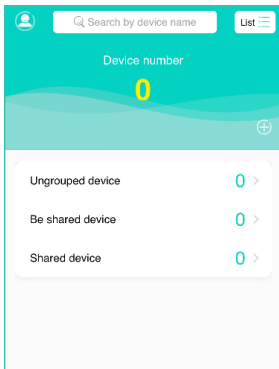 Search by device name
List
Device number
0
Ungrouped device 0
Be shared device 0
Shared device 0